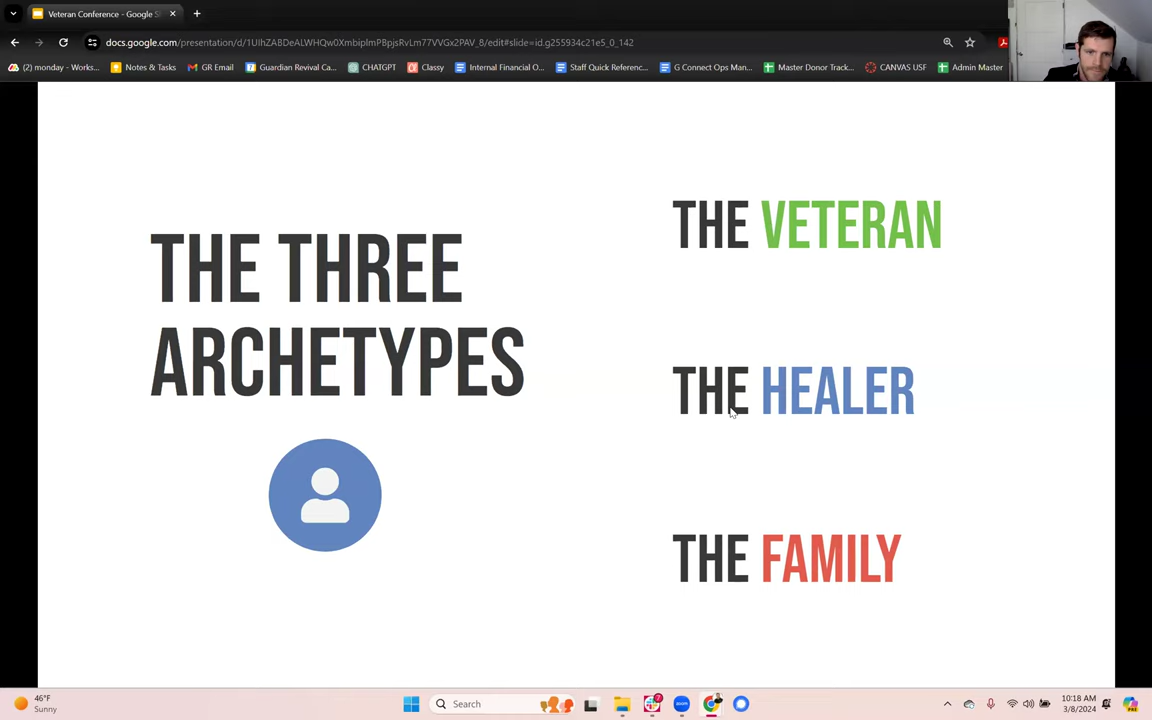 Veteran Conference - Google S
docs.google.com/presentation/d/1UIhZABDeALWHQw0XmbiplmPBpjsRvLm77VVGx2PAV_8/edit#slide=id.g255934c21e5_0_142
(2) monday - Works...
Notes & Tasks
GR Email
Guardian Revival Ca...
CHATGPT
Classy
Internal Financial O...
Staff Quick Referenc...
G Connect Ops Man...
Master Donor Track...
CANVAS USF
Admin Master
THE THREE
ARCHETYPES
THE VETERAN
THE HEALER
THE FAMILY
46°F
Sunny
Search
7
10:18 AM
3/8/2024